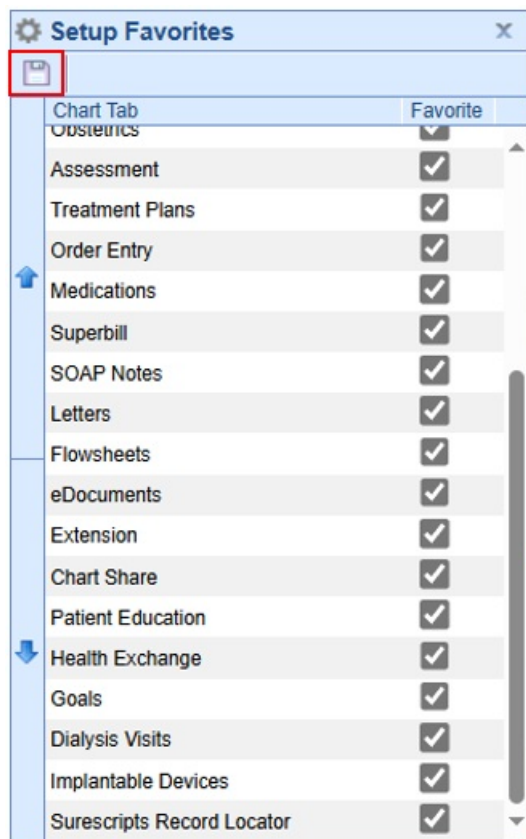 Setup Favorites
Chart Tab Favorite
Obstetrics
Assessment
Treatment Plans
Order Entry
Medications
Superbill
SOAP Notes
Letters
Flowsheets
eDocuments
Extension
Chart Share
Patient Education
Health Exchange
Goals
Dialysis Visits
Implantable Devices
Surescripts Record Locator